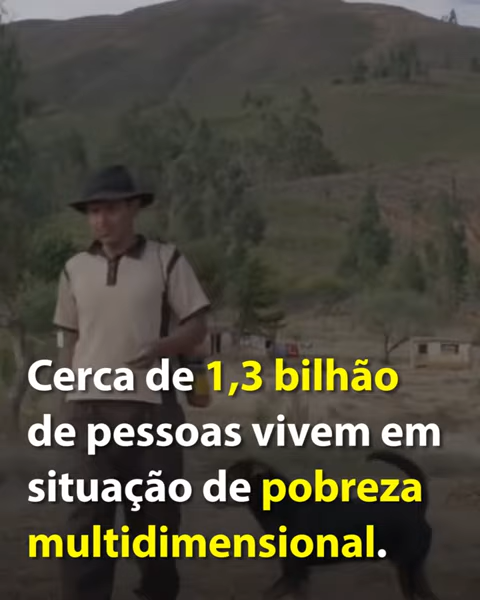 Cerca de 1,3 bilhão
de pessoas vivem em
situação de pobreza
multidimensional.